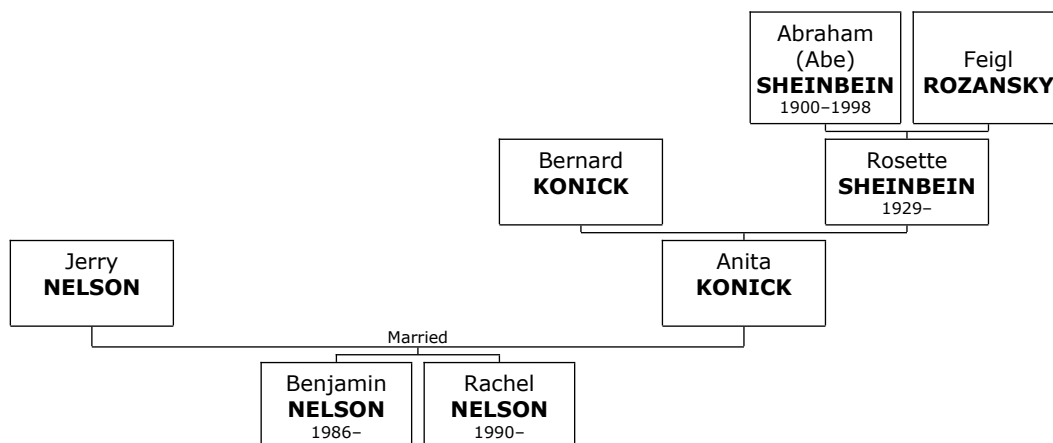 Abraham
(Abe)
SHEINBEIN
1900–1998
Feigl
ROZANSKY
Bernard
KONICK
Rosette
SHEINBEIN
1929–
Jerry
NELSON
Anita
KONICK
Married
Benjamin
NELSON
1986–
Rachel
NELSON
1990–